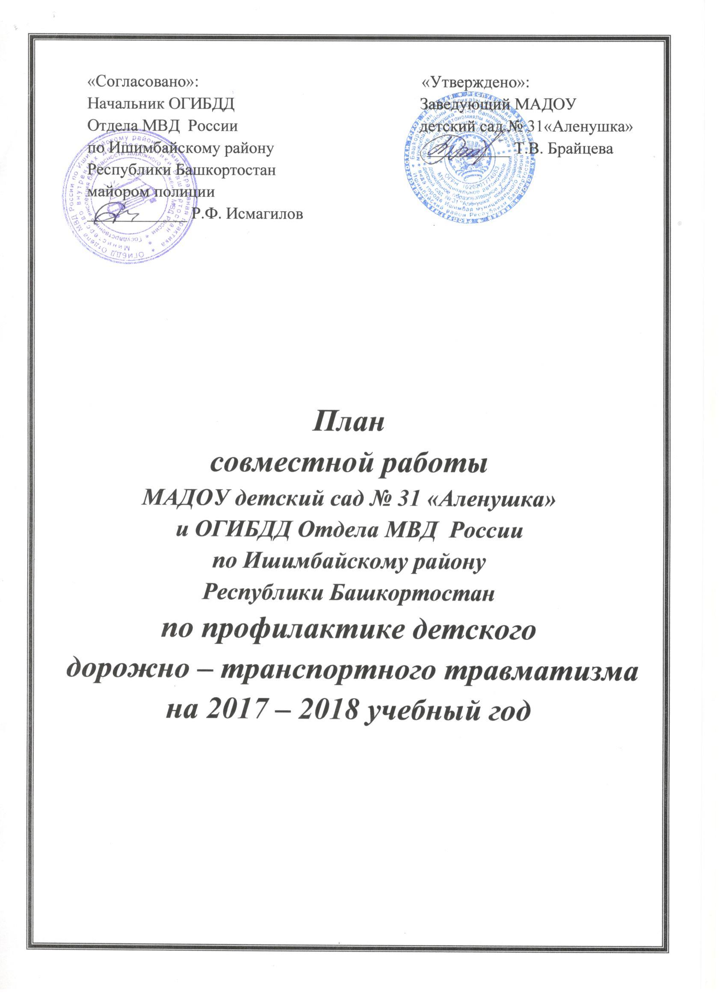 «Согласовано»:
Начальник ОГИБДД
Отдела МВД  России
по Ишимбайскому району
Республики Башкортостан
майором полиции
____________ Р.Ф. Исмагилов
«Утверждено»:
Заведующий МАДОУ
детский сад № 31«Аленушка»
___________ Т.В. Брайцева
План
совместной работы
МАДОУ детский сад № 31 «Аленушка»
и ОГИБДД Отдела МВД  России
по Ишимбайскому району
Республики Башкортостан
по профилактике детского
дорожно – транспортного травматизма
на 2017 – 2018 учебный год